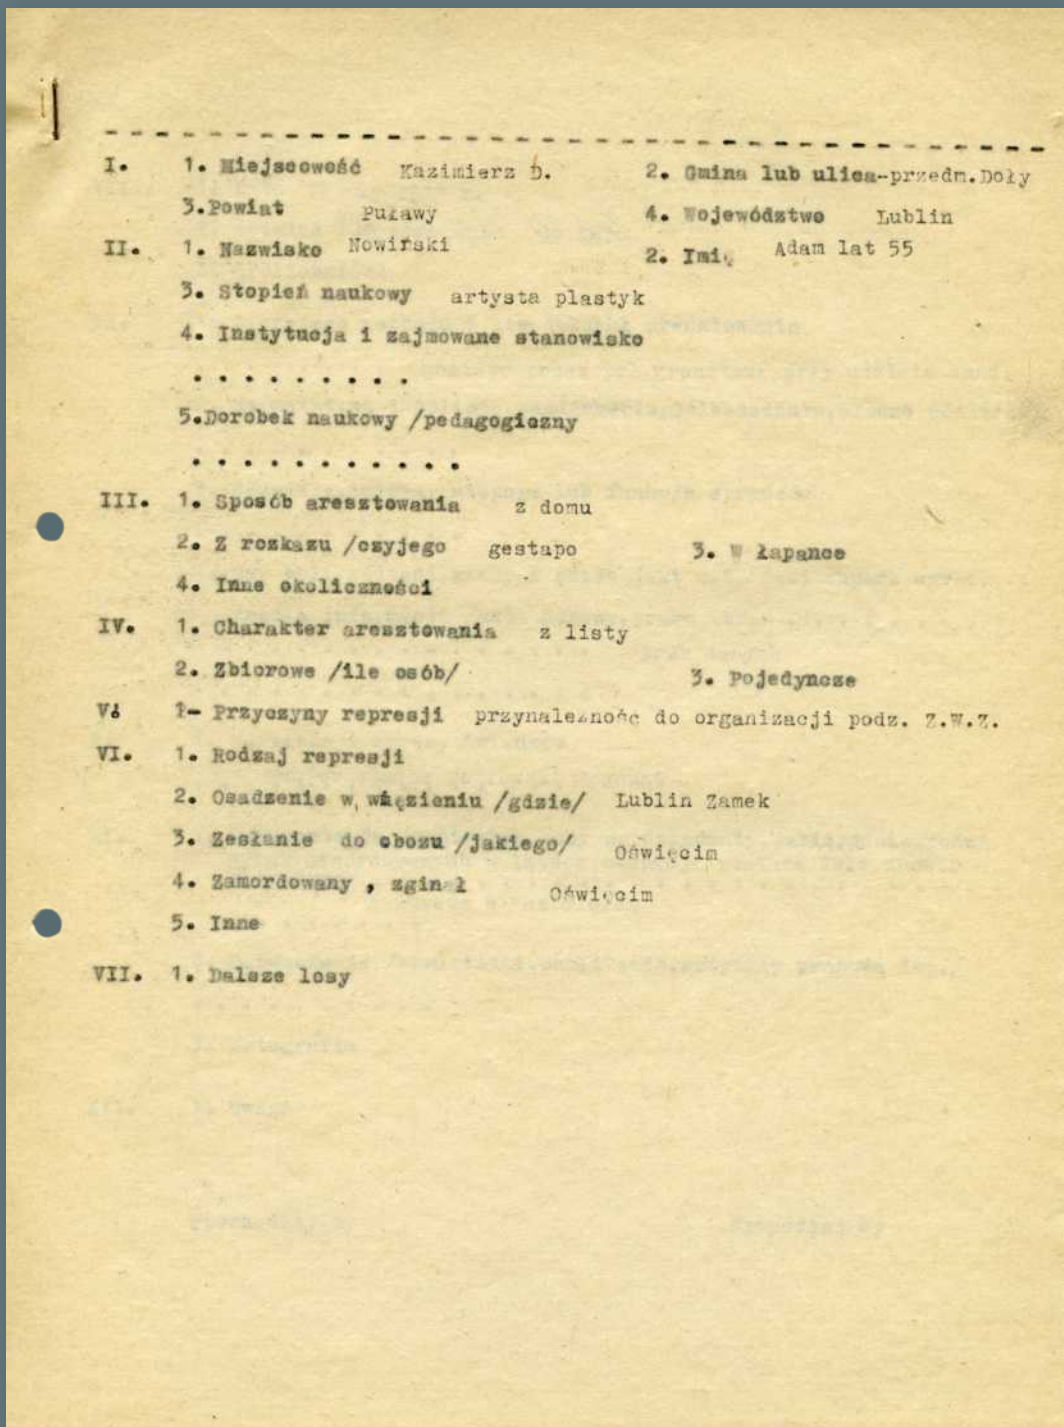 I. 1. Miejscowość Kazimierz D. 2. Gmina lub ulica-przedm.Doły
3.Powiat Puławy 4. Województwo Lublin
II. 1. Nazwisko Nowiński 2. Imię Adam lat 55
3. Stopień naukowy artysta plastyk
4. Instytucja i zajmowane stanowisko
. . . . . . . . . .
5.Dorobek naukowy /pedagogiczny
. . . . . . . . . . .
III. 1. Sposób aresztowania z domu
2. Z rozkazu /czyjego gestapo 3. W łapance
4. Inne okoliczności
IV. 1. Charakter aresztowania z listy
2. Zbiorowe /ile osób/ 3. Pojedyncze
V. 1- Przyczyny represji przynależność do organizacji podz. Z.W.Z.
VI. 1. Rodzaj represji
2. Osadzenie w więzieniu /gdzie/ Lublin Zamek
3. Zesłanie do obozu /jakiego/ Oświęcim
4. Zamordowany , zginął Oświęcim
5. Inne
VII. 1. Dalsze losy